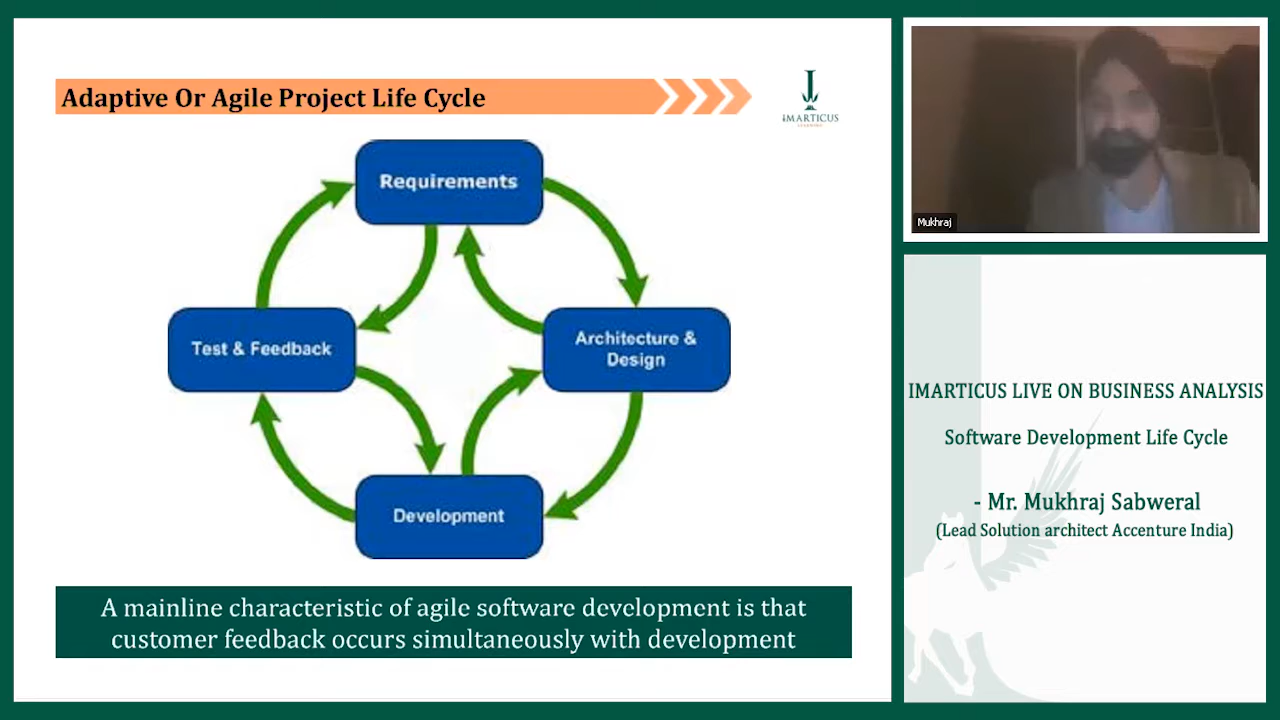 Adaptive Or Agile Project Life Cycle
IMARTICUS
LEARNING
Requirements
Test & Feedback
Architecture &
Design
Development
A mainline characteristic of agile software development is that
customer feedback occurs simultaneously with development
Mukhraj
IMARTICUS LIVE ON BUSINESS ANALYSIS
Software Development Life Cycle
- Mr. Mukhraj Sabweral
(Lead Solution architect Accenture India)